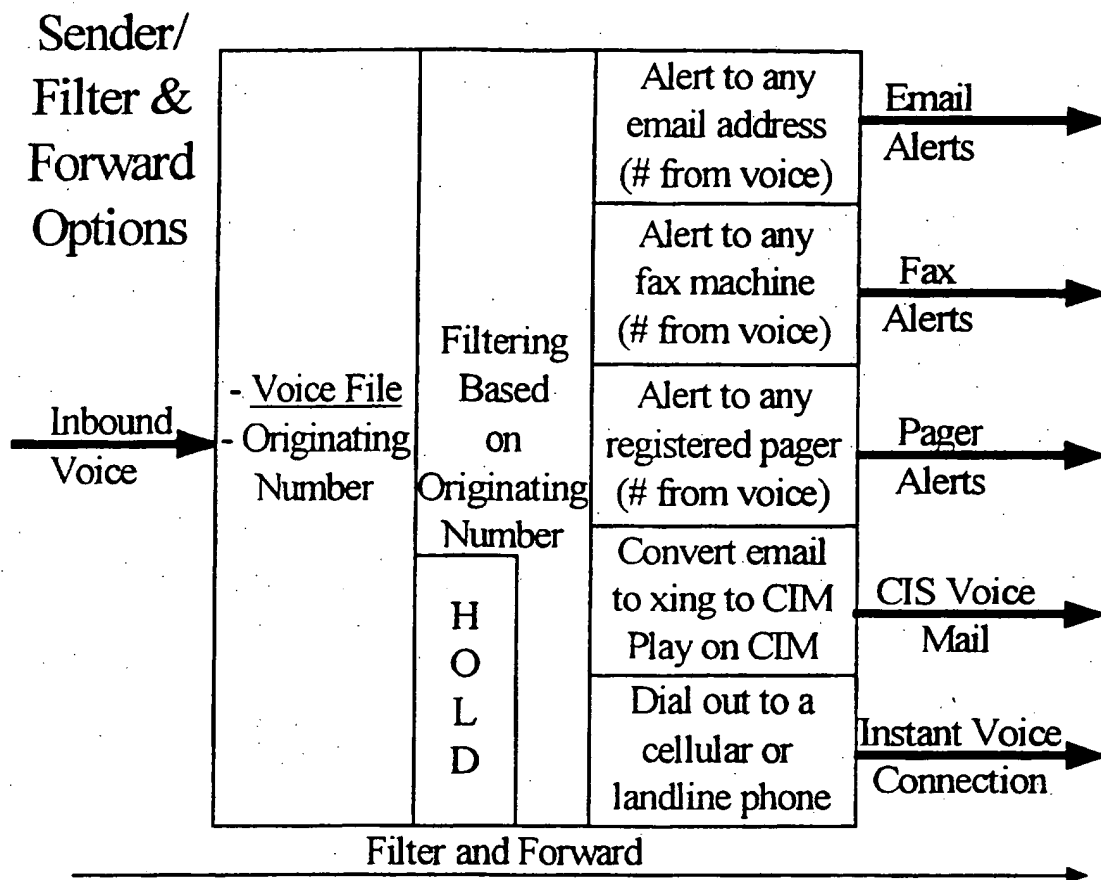 Sender/
Filter &
Forward
Options
Inbound
Voice
- Voice File
- Originating
Number
Filtering
Based
on
Originating
Number
H
O
L
D
Alert to any
email address
(# from voice)
Alert to any
fax machine
(# from voice)
Alert to any
registered pager
(# from voice)
Convert email
to xing to CIM
Play on CIM
Dial out to a
cellular or
landline phone
Email
Alerts
Fax
Alerts
Pager
Alerts
CIS Voice
Mail
Instant Voice
Connection
Filter and Forward